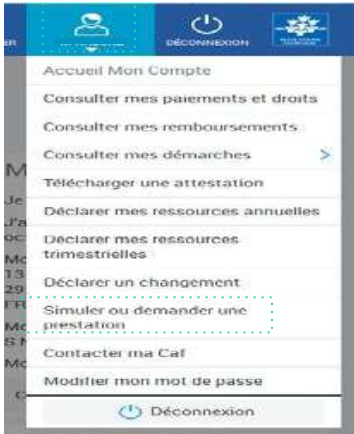 DÉCONNEXION
Accueil Mon Compte
Consulter mes paiements et droits
Consulter mes remboursements
Consulter mes démarches >
Télécharger une attestation
Déclarer mes ressources annuelles
Déclarer mes ressources
trimestrielles
Déclarer un changement
Simuler ou demander une
prestation
Contacter ma Caf
Modifier mon mot de passe
Déconnexion